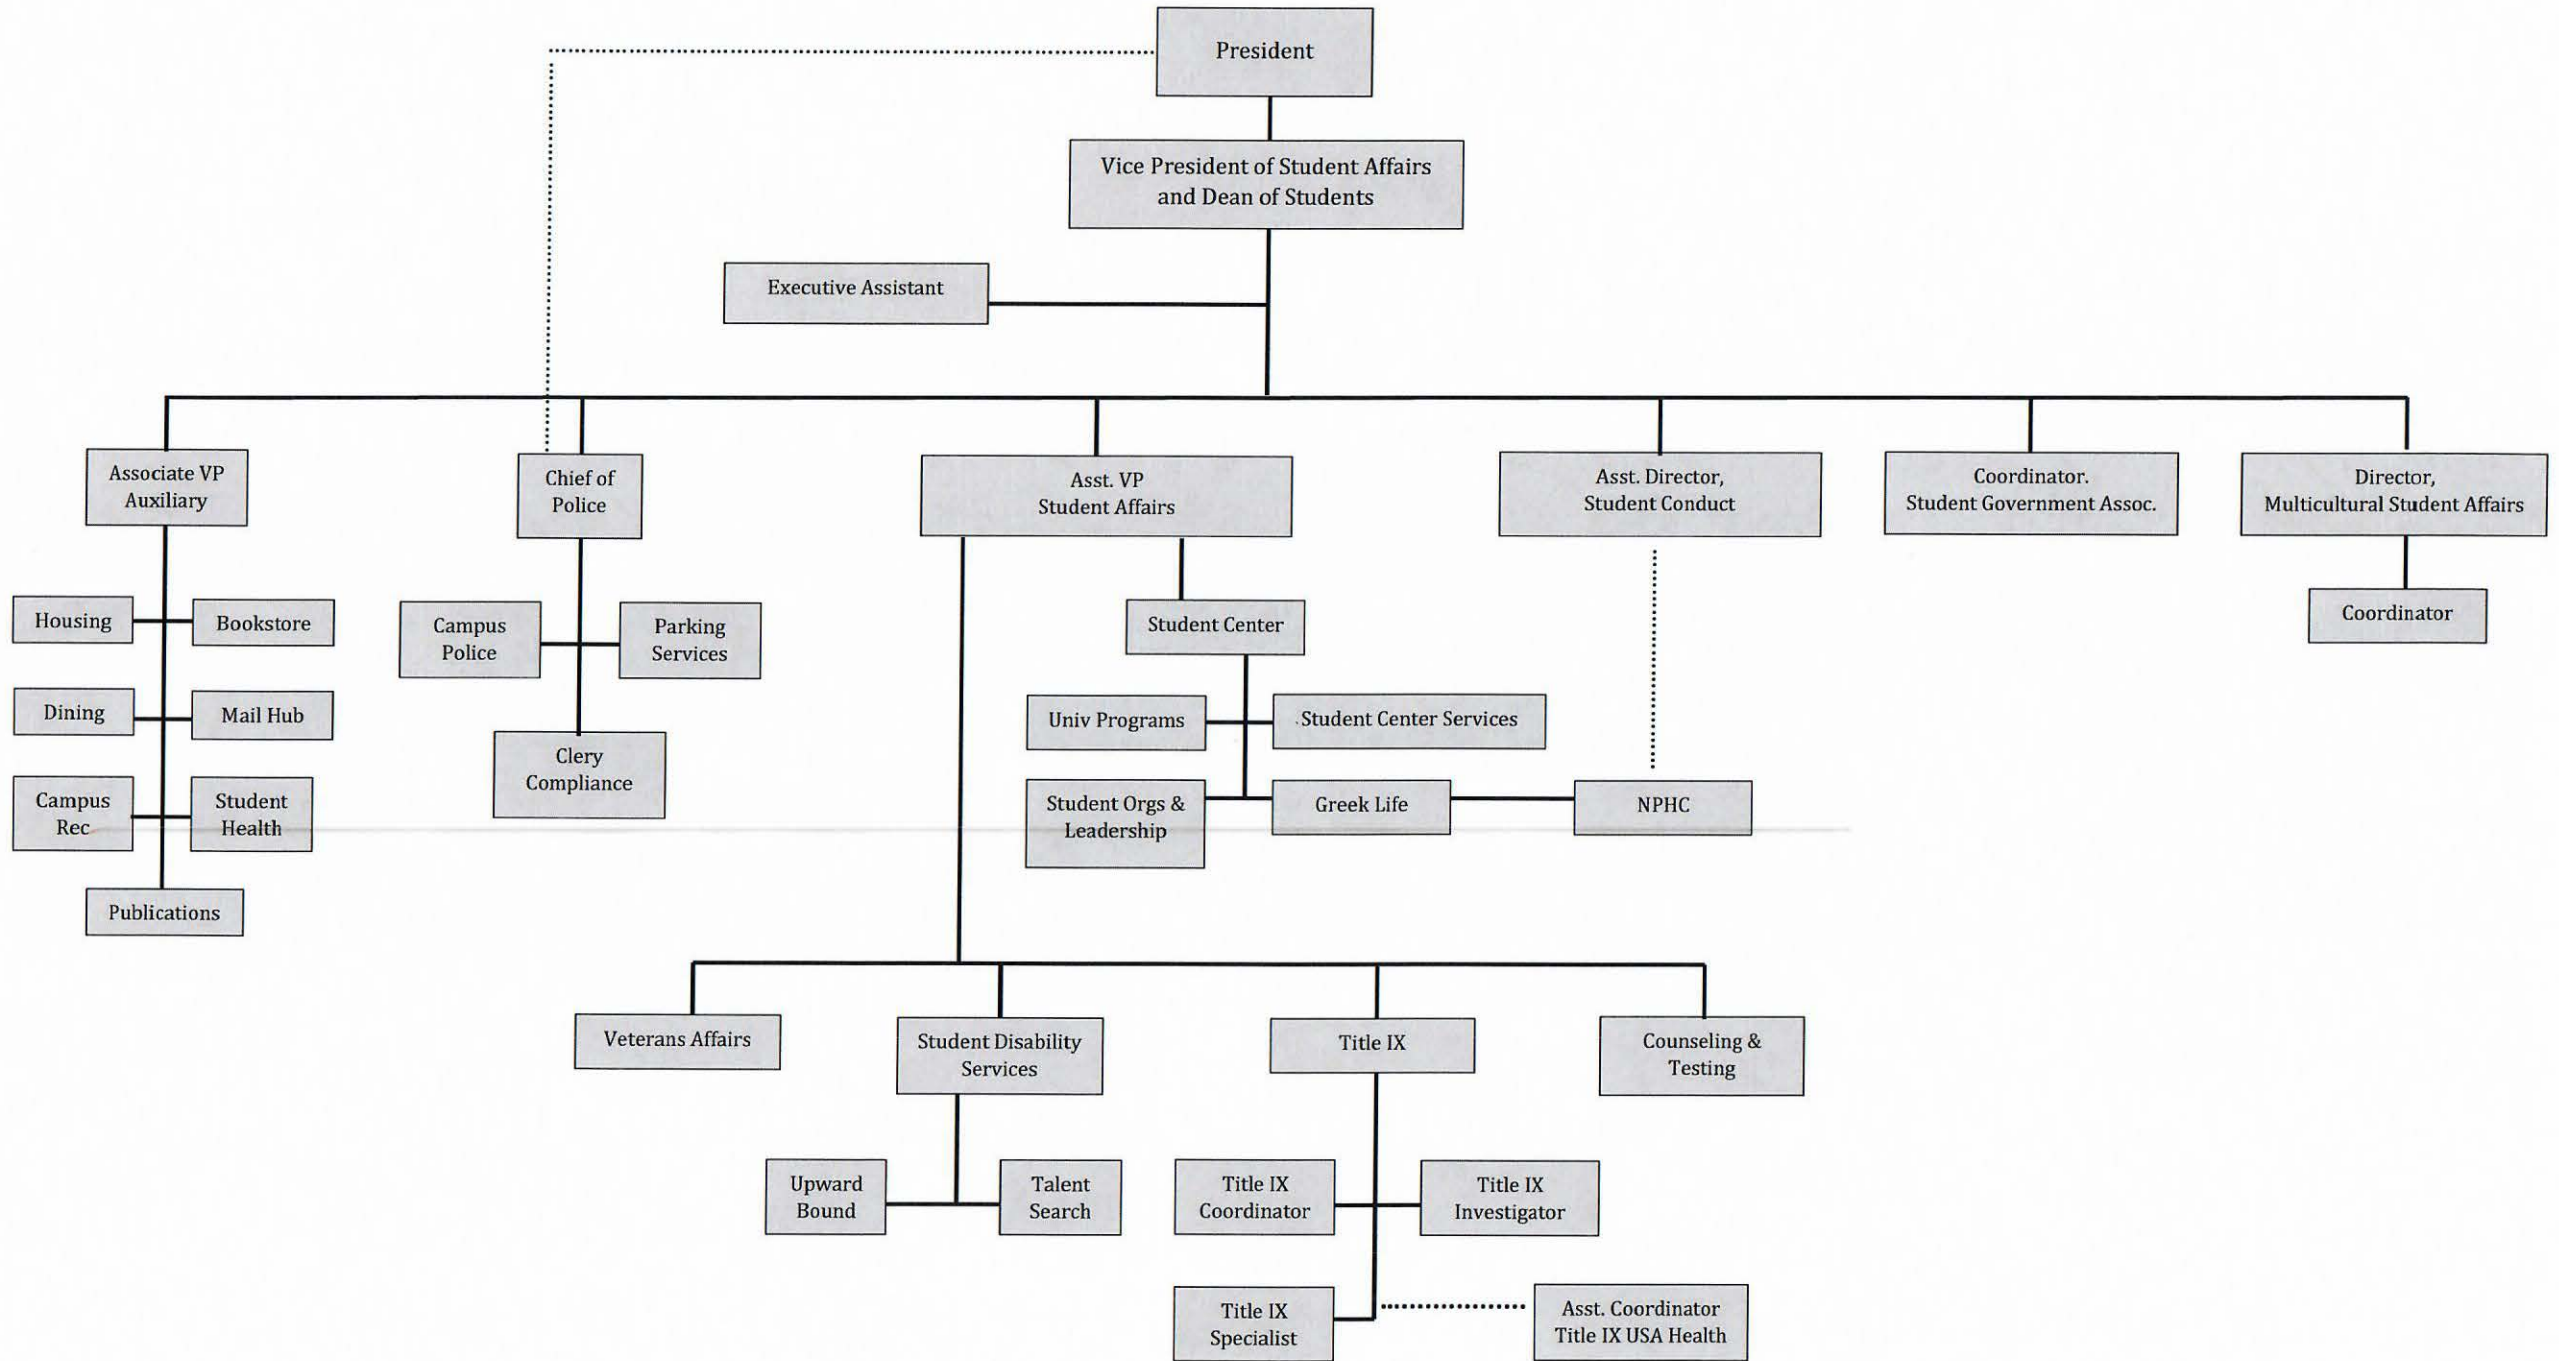 President
Vice President of Student Affairs
and Dean of Students
Executive Assistant
Associate VP
Auxiliary
Chief of
Police
Asst. VP
Student Affairs
Asst. Director,
Student Conduct
Coordinator.
Student Government Assoc.
Director,
Multicultural Student Affairs
Housing
Bookstore
Campus
Police
Parking
Services
Student Center
Coordinator
Dining
Mail Hub
Univ Programs
Student Center Services
Clery
Compliance
Campus
Rec
Student
Health
Student Orgs &
Leadership
Greek Life
NPHC
Publications
Veterans Affairs
Student Disability
Services
Title IX
Counseling &
Testing
Upward
Bound
Talent
Search
Title IX
Coordinator
Title IX
Investigator
Title IX
Specialist
Asst. Coordinator
Title IX USA Health